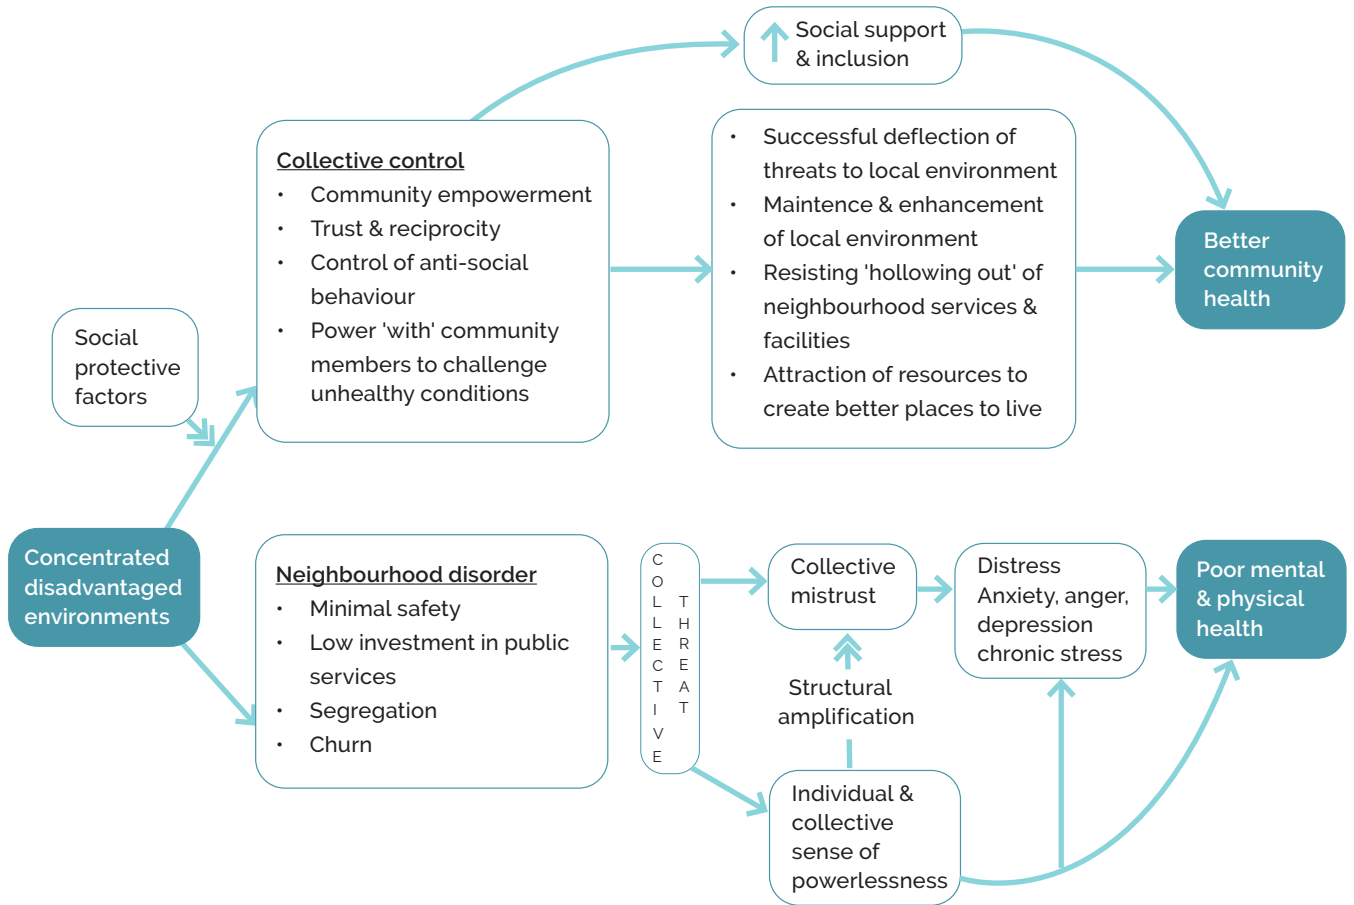 Social support
& inclusion
Collective control
• Community empowerment
• Trust & reciprocity
• Control of anti-social
behaviour
• Power 'with' community
members to challenge
unhealthy conditions
• Successful deflection of
threats to local environment
• Maintence & enhancement
of local environment
• Resisting 'hollowing out' of
neighbourhood services &
facilities
• Attraction of resources to
create better places to live
Better
community
health
Social
protective
factors
Concentrated
disadvantaged
environments
Neighbourhood disorder
• Minimal safety
• Low investment in public
services
• Segregation
• Churn
COLLECTIVE
THREAT
Collective
mistrust
Structural
amplification
Individual &
collective
sense of
powerlessness
Distress
Anxiety, anger,
depression
chronic stress
Poor mental
& physical
health